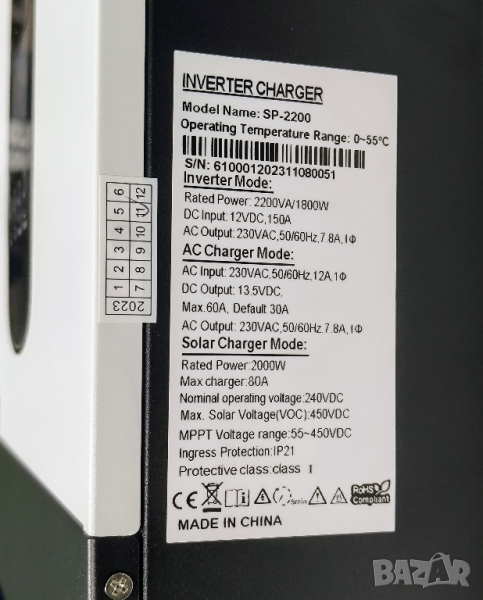 INVERTER CHARGER
Model Name: SP-2200
Operating Temperature Range: 0~55°C
S/N: 610001202311080051
Inverter Mode:
Rated Power: 2200VA/1800W
DC Input: 12VDC, 150A
AC Output: 230VAC,50/60Hz,7.8A,1Φ
AC Charger Mode:
AC Input: 230VAC,50/60Hz,12A,1Φ
DC Output: 13.5VDC,
Max.60A, Default 30A
AC Output: 230VAC,50/60Hz,7.8A,1Φ
Solar Charger Mode:
Rated Power: 2000W
Max charger: 80A
Nominal operating voltage: 240VDC
Max. Solar Voltage(VOC): 450VDC
MPPT Voltage range: 55~450VDC
Ingress Protection:IP21
Protective class:class I
CE
5min
RoHS
Compliant
MADE IN CHINA
2023
1 2 3 4 5 6
7 8 9 10 11 12
BAZAR